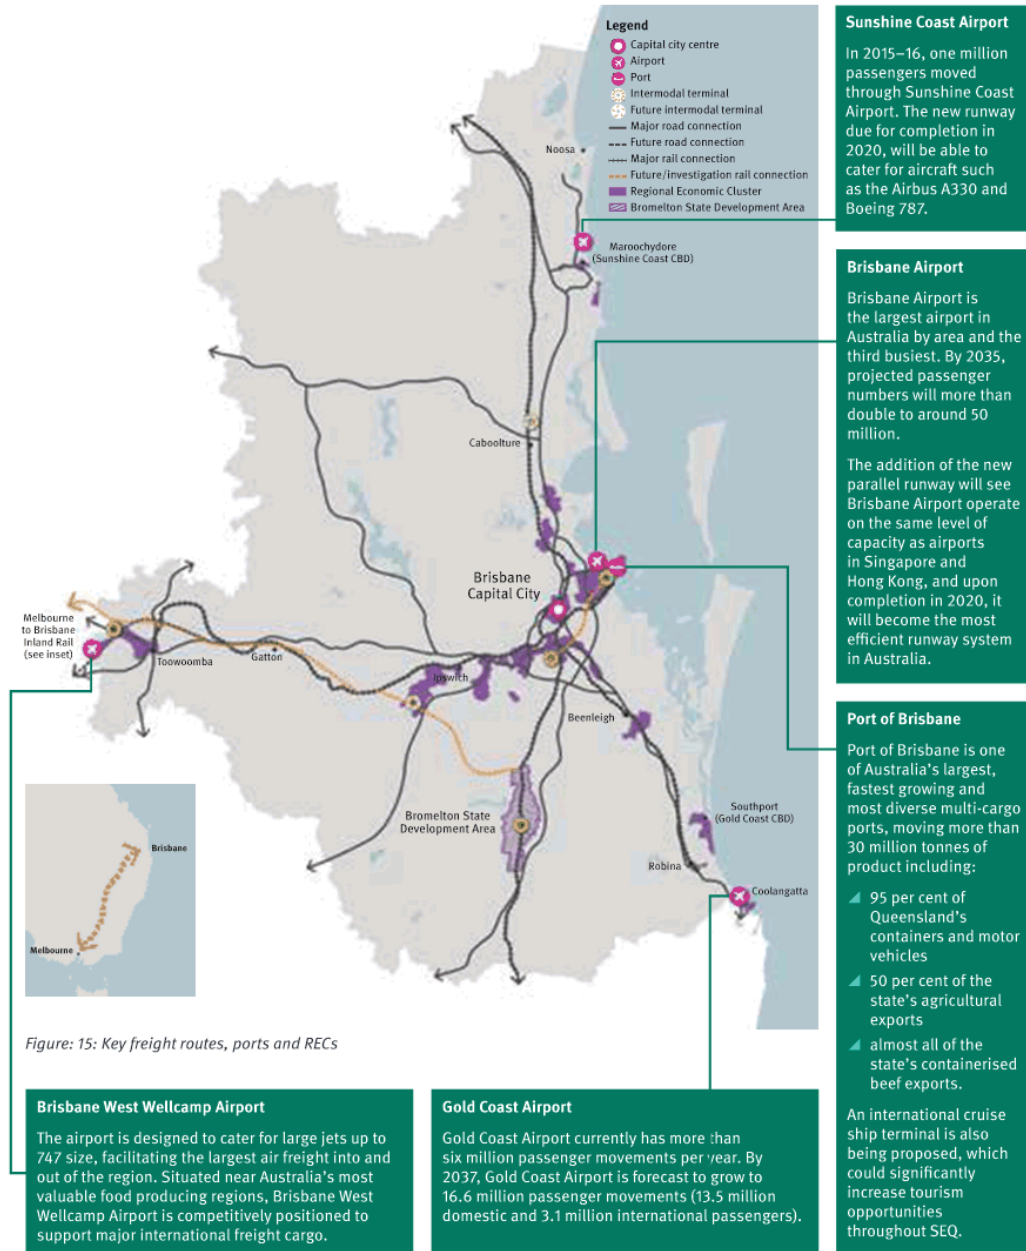 Legend
Capital city centre
Airport
Port
Intermodal terminal
Future intermodal terminal
Major road connection
Future road connection
Major rail connection
Future/investigation rail connection
Regional Economic Cluster
Bromelton State Development Area
Noosa
Maroochydore
(Sunshine Coast CBD)
Caboolture
Brisbane
Capital City
Melbourne
to Brisbane
Inland Rail
(see inset)
Toowoomba
Gatton
Ipswich
Beenleigh
Bromelton State
Development Area
Southport
(Gold Coast CBD)
Robina
Coolangatta
Brisbane
Melbourne
Figure: 15: Key freight routes, ports and RECs
Sunshine Coast Airport
In 2015–16, one million
passengers moved
through Sunshine Coast
Airport. The new runway
due for completion in
2020, will be able to
cater for aircraft such
as the Airbus A330 and
Boeing 787.
Brisbane Airport
Brisbane Airport is
the largest airport in
Australia by area and the
third busiest. By 2035,
projected passenger
numbers will more than
double to around 50
million.
The addition of the new
parallel runway will see
Brisbane Airport operate
on the same level of
capacity as airports
in Singapore and
Hong Kong, and upon
completion in 2020, it
will become the most
efficient runway system
in Australia.
Port of Brisbane
Port of Brisbane is one
of Australia's largest,
fastest growing and
most diverse multi-cargo
ports, moving more than
30 million tonnes of
product including:
95 per cent of
Queensland's
containers and motor
vehicles
50 per cent of the
state's agricultural
exports
almost all of the
state's containerised
beef exports.
An international cruise
ship terminal is also
being proposed, which
could significantly
increase tourism
opportunities
throughout SEQ.
Brisbane West Wellcamp Airport
The airport is designed to cater for large jets up to
747 size, facilitating the largest air freight into and
out of the region. Situated near Australia's most
valuable food producing regions, Brisbane West
Wellcamp Airport is competitively positioned to
support major international freight cargo.
Gold Coast Airport
Gold Coast Airport currently has more than
six million passenger movements per year. By
2037, Gold Coast Airport is forecast to grow to
16.6 million passenger movements (13.5 million
domestic and 3.1 million international passengers).